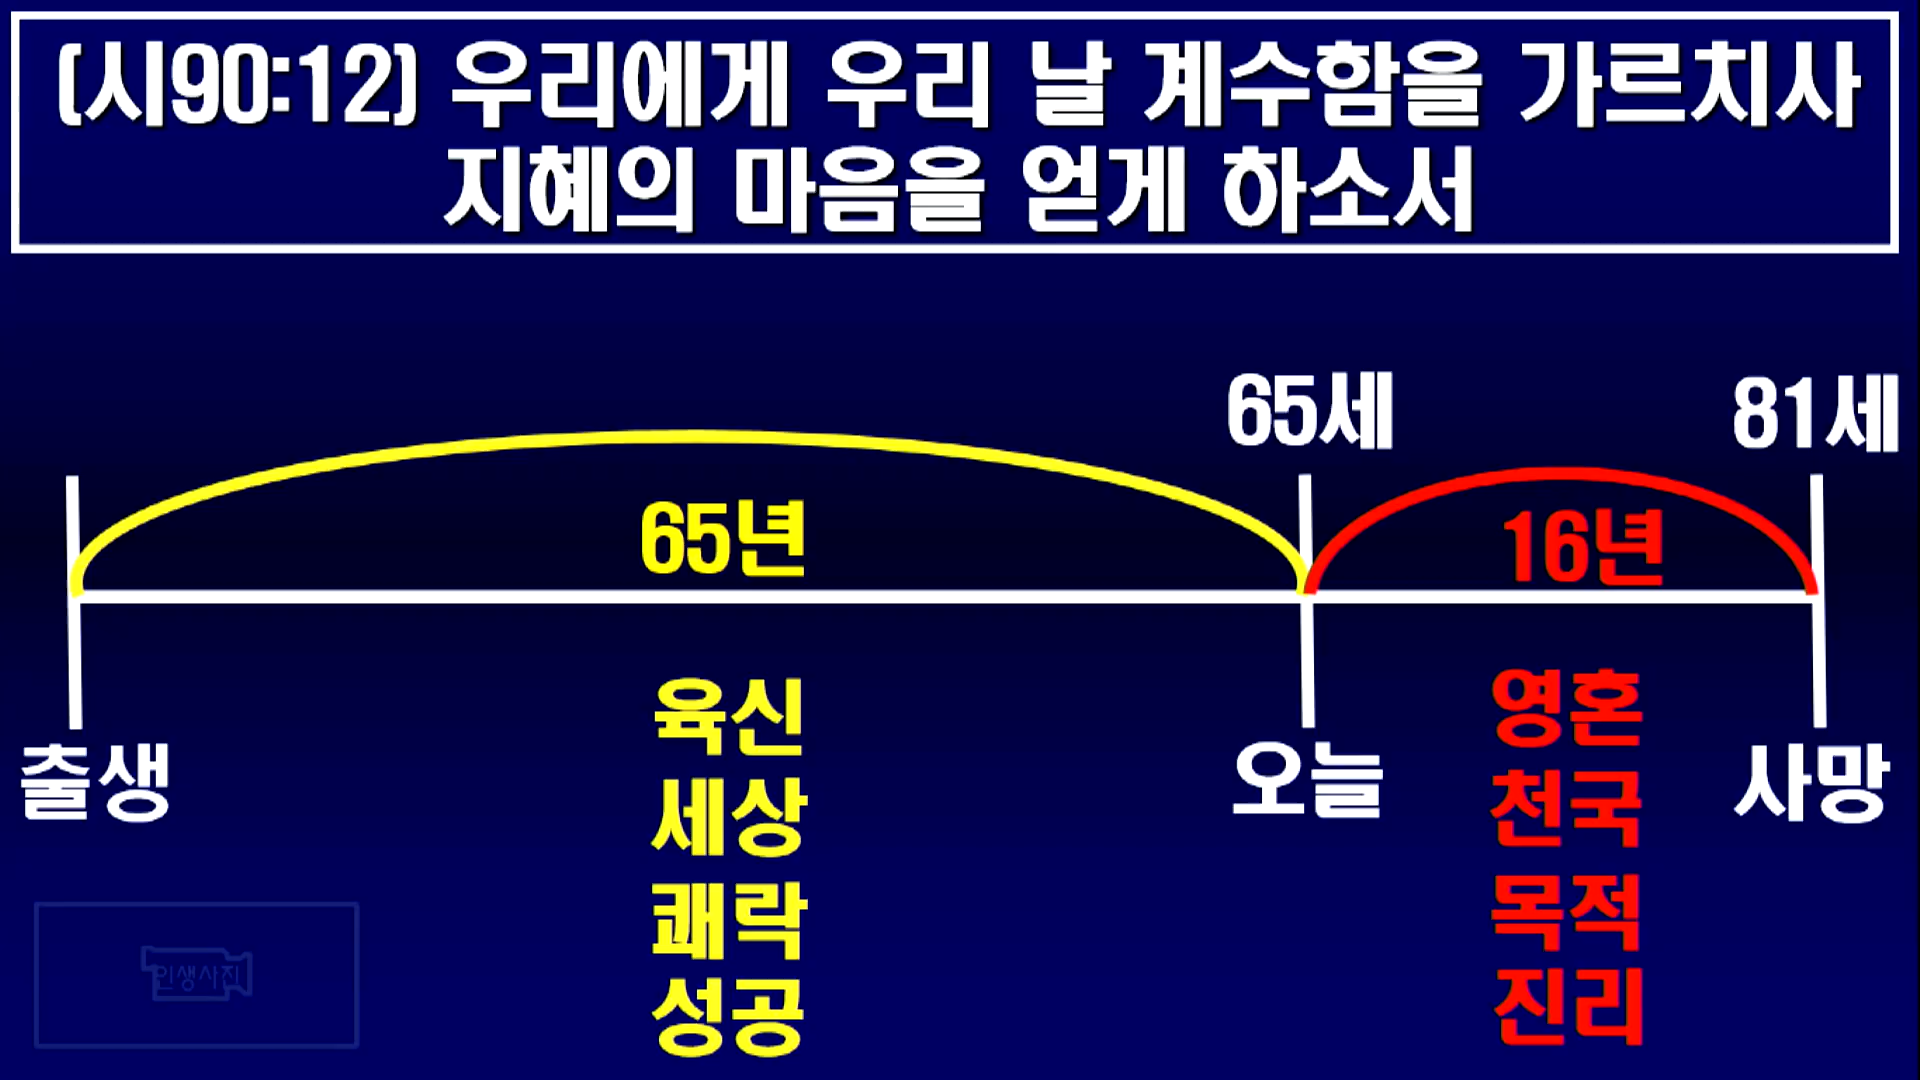 (시90:12) 우리에게 우리 날 계수함을 가르치사
지혜의 마음을 얻게 하소서
65세
81세
65년
16년
출생
오늘
사망
육신
세상
쾌락
성공
영혼
천국
목적
진리
인생사진